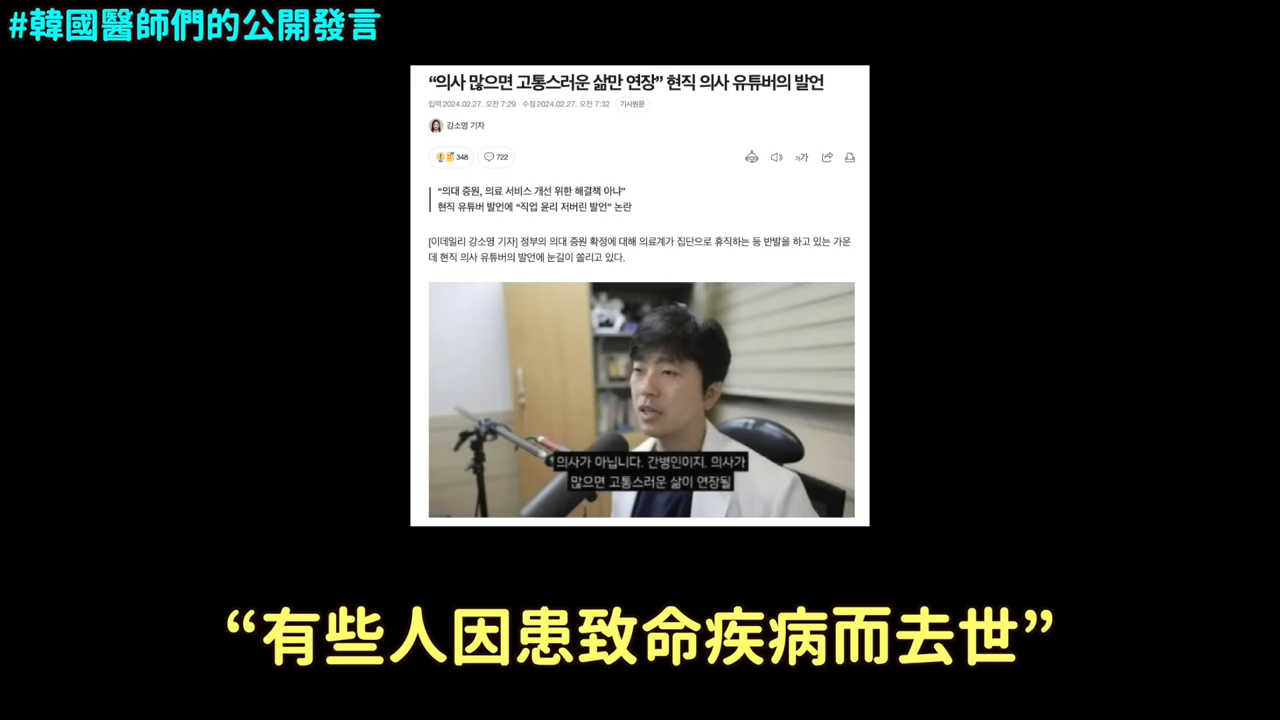 #韓國醫師們的公開發言
“의사 많으면 고통스러운 삶만 연장” 현직 의사 유튜버의 발언
입력 2024.02.27. 오전 7:29 · 수정 2024.02.27. 오전 7:32 기사원문
강소영 기자
348 722
가가
“의대 증원, 의료 서비스 개선 위한 해결책 아냐”
현직 유튜버 발언에 “직업 윤리 저버린 발언” 논란
[이데일리 강소영 기자] 정부의 의대 증원 확정에 대해 의료계가 집단으로 휴직하는 등 반발을 하고 있는 가운
데 현직 의사 유튜버의 발언에 눈길이 쏠리고 있다.
의사가 아닙니다. 간병인이지. 의사가
많으면 고통스러운 삶이 연장될
“有些人因患致命疾病而去世”